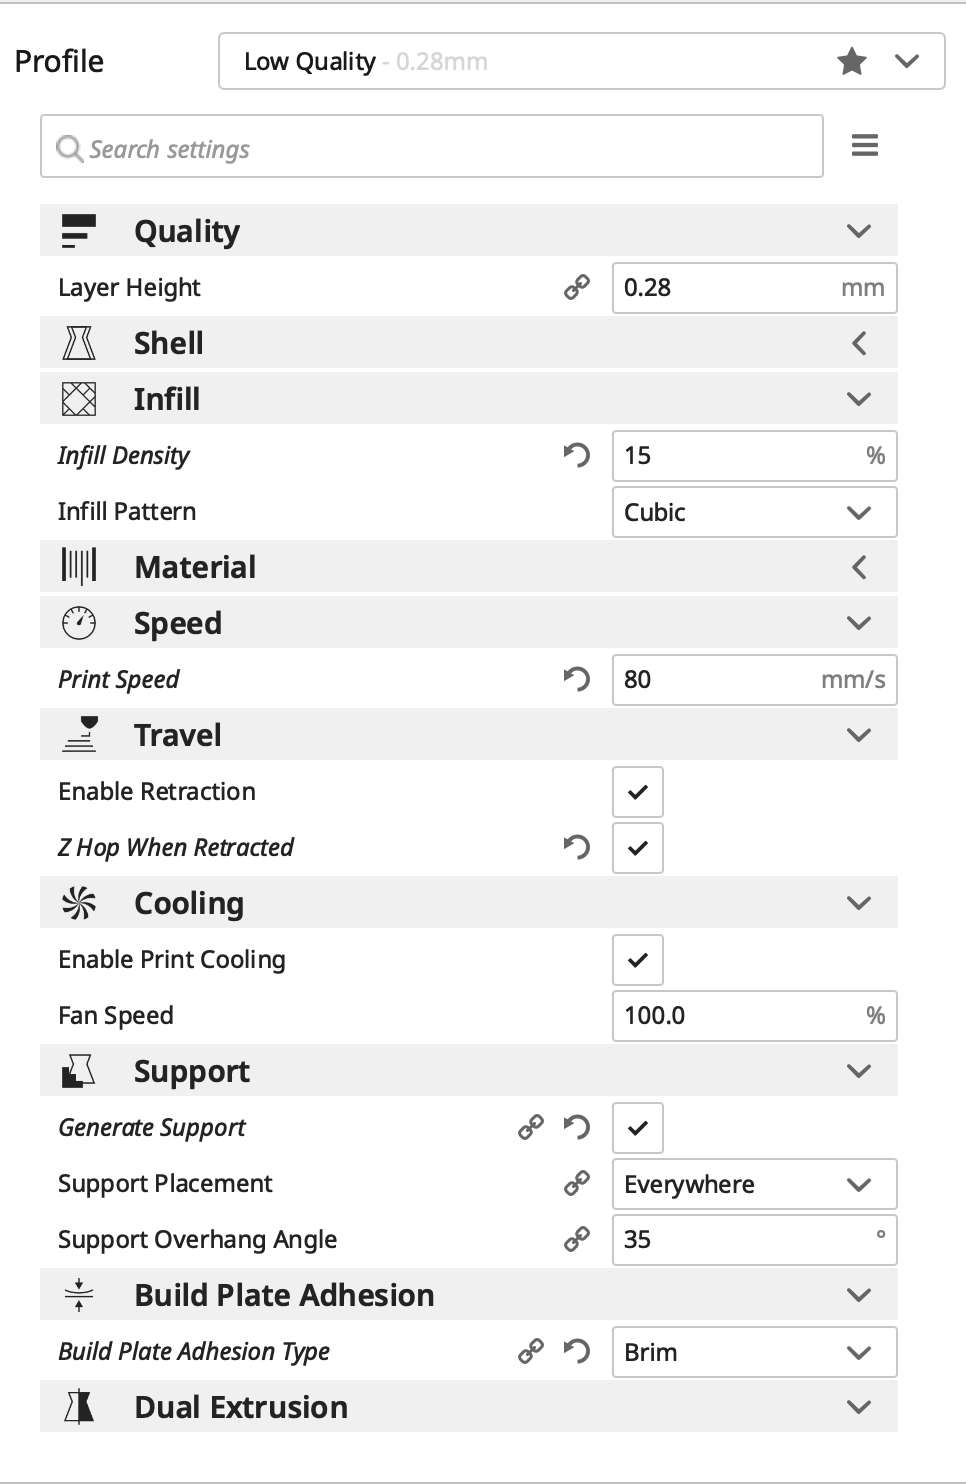 Profile
Low Quality - 0.28mm
Search settings
Quality
Layer Height 0.28 mm
Shell
Infill
Infill Density 15 %
Infill Pattern Cubic
Material
Speed
Print Speed 80 mm/s
Travel
Enable Retraction
Z Hop When Retracted
Cooling
Enable Print Cooling
Fan Speed 100.0 %
Support
Generate Support
Support Placement Everywhere
Support Overhang Angle 35 °
Build Plate Adhesion
Build Plate Adhesion Type Brim
Dual Extrusion